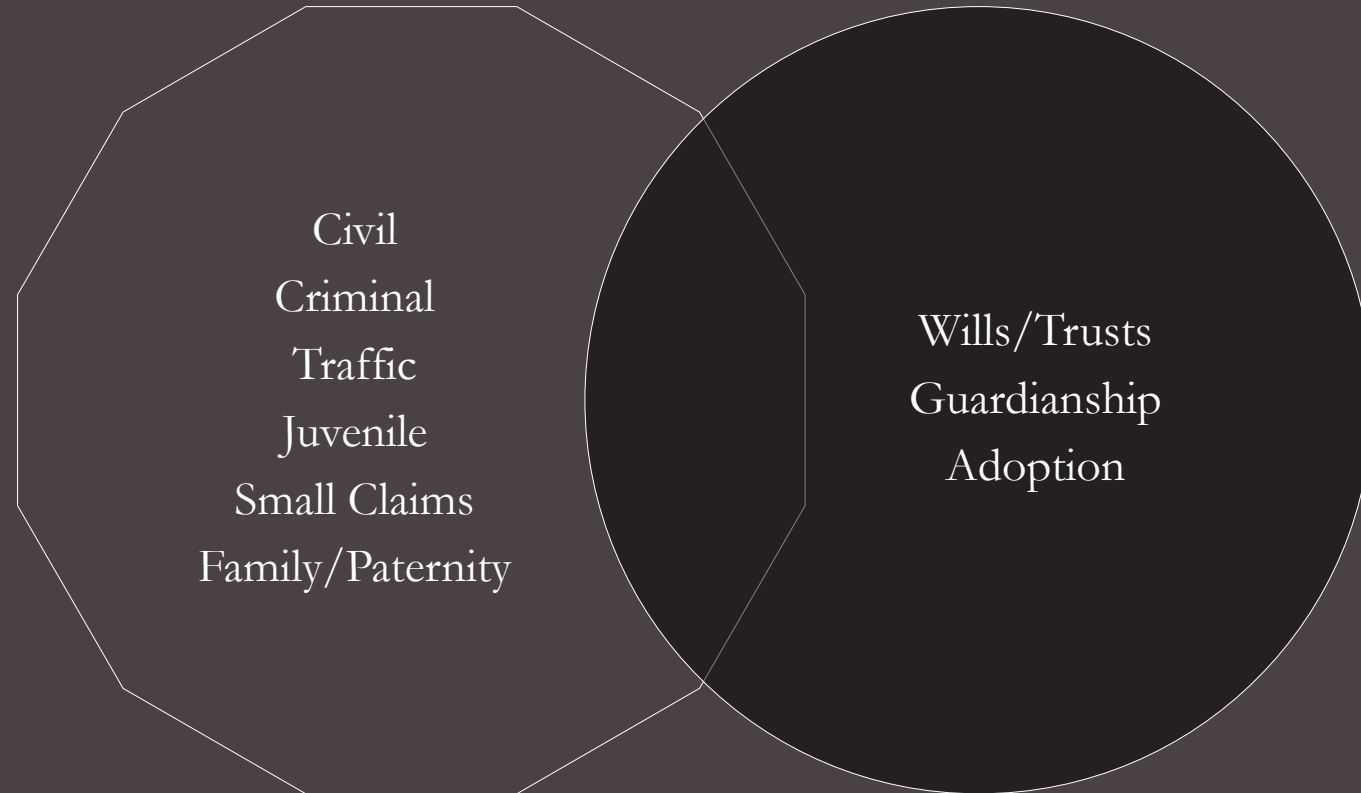 Civil
Criminal
Traffic
Juvenile
Small Claims
Family/Paternity
Wills/Trusts
Guardianship
Adoption